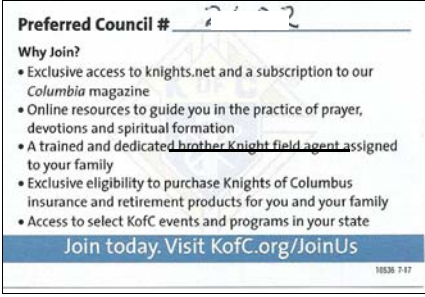 Preferred Council #
Why Join?
• Exclusive access to knights.net and a subscription to our
Columbia magazine
• Online resources to guide you in the practice of prayer,
devotions and spiritual formation
• A trained and dedicated brother Knight field agent assigned
to your family
• Exclusive eligibility to purchase Knights of Columbus
insurance and retirement products for you and your family
• Access to select KofC events and programs in your state
Join today. Visit KofC.org/JoinUs
10536 7-17